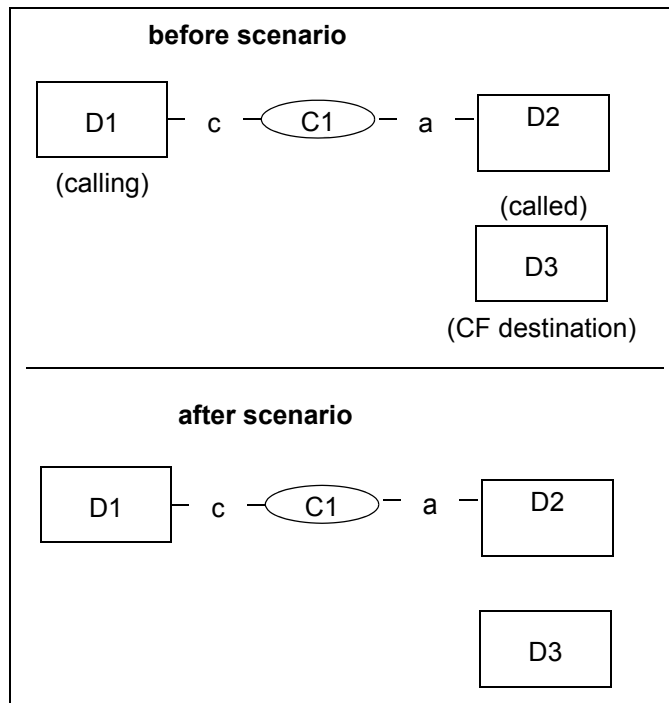 before scenario
D1 c C1 a D2
(calling)
(called)
D3
(CF destination)
after scenario
D1 c C1 a D2
D3